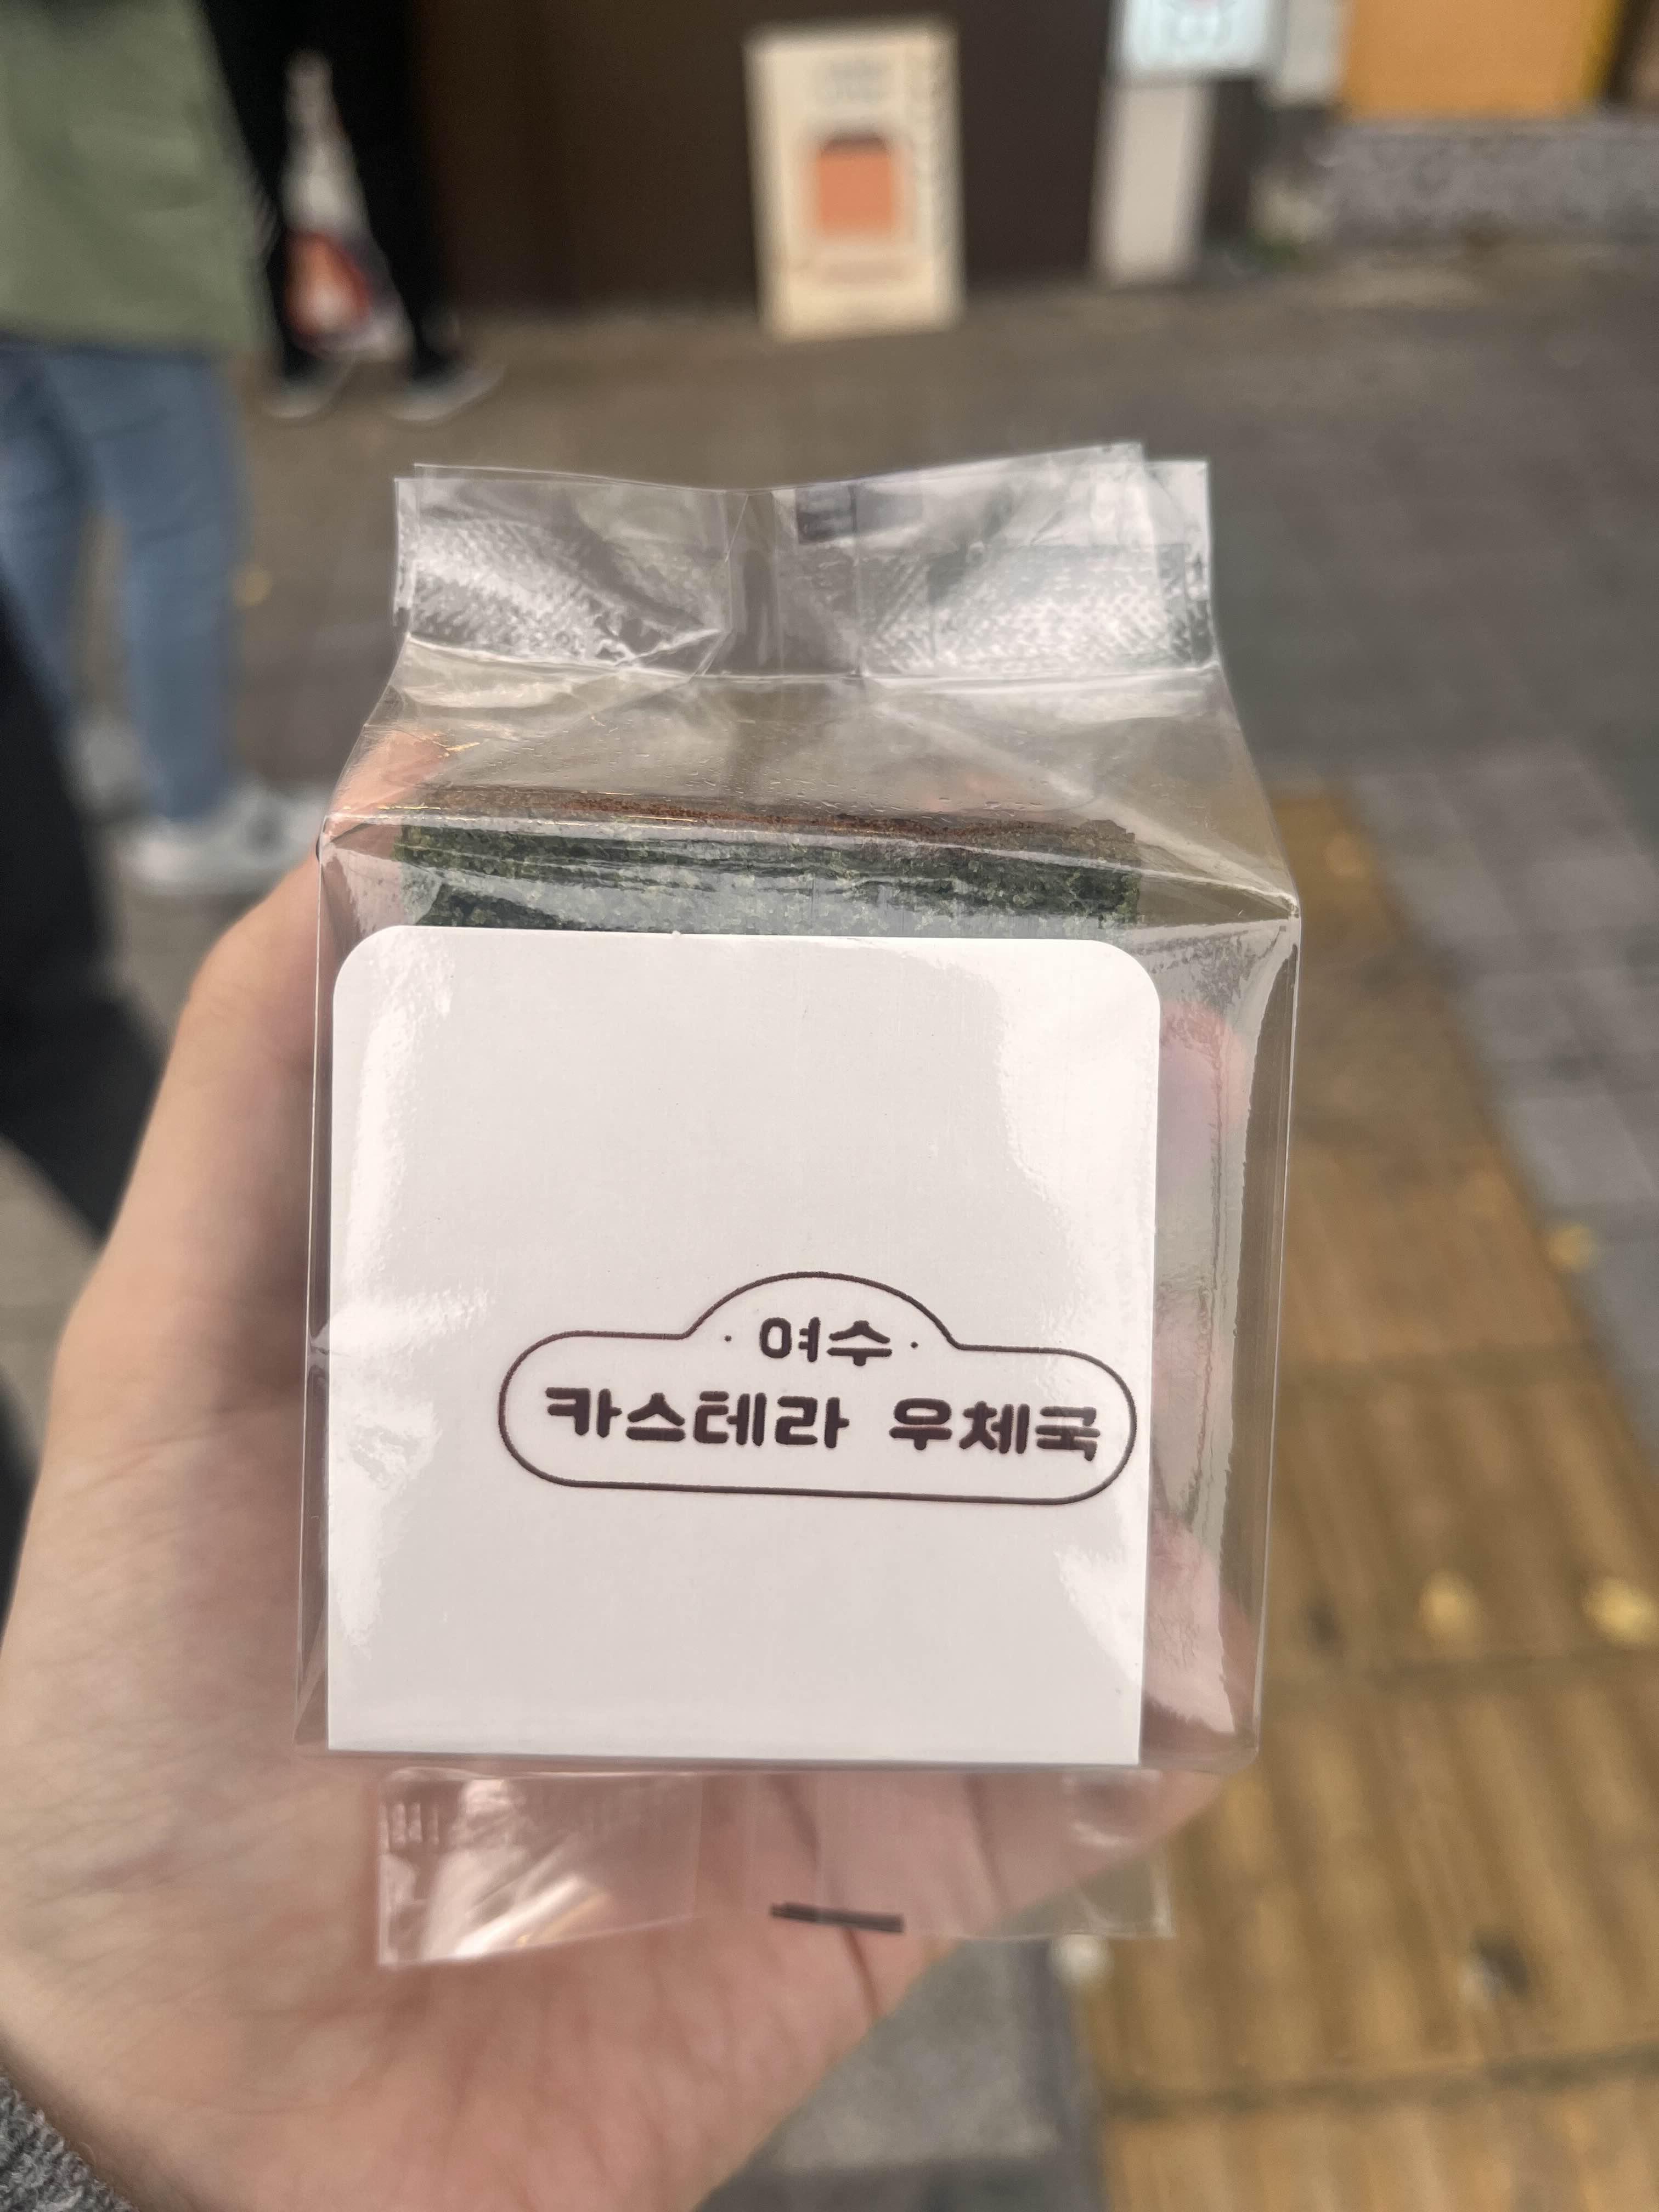 · 여수 ·
카스테라 우체국